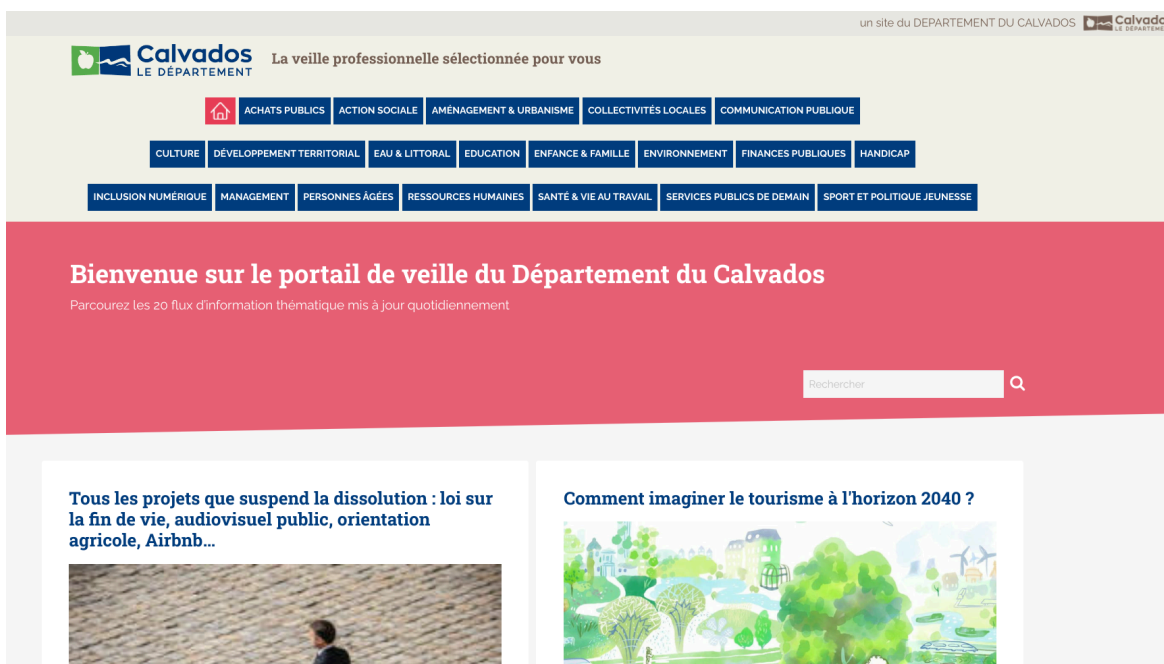 un site du DEPARTEMENT DU CALVADOS
Calvados
LE DÉPARTEMENT
La veille professionnelle sélectionnée pour vous
ACHATS PUBLICS ACTION SOCIALE AMÉNAGEMENT & URBANISME COLLECTIVITÉS LOCALES COMMUNICATION PUBLIQUE
CULTURE DÉVELOPPEMENT TERRITORIAL EAU & LITTORAL EDUCATION ENFANCE & FAMILLE ENVIRONNEMENT FINANCES PUBLIQUES HANDICAP
INCLUSION NUMÉRIQUE MANAGEMENT PERSONNES ÂGÉES RESSOURCES HUMAINES SANTÉ & VIE AU TRAVAIL SERVICES PUBLICS DE DEMAIN SPORT ET POLITIQUE JEUNESSE
Bienvenue sur le portail de veille du Département du Calvados
Parcourez les 20 flux d'information thématique mis à jour quotidiennement
Rechercher
Tous les projets que suspend la dissolution : loi sur
la fin de vie, audiovisuel public, orientation
agricole, Airbnb...
Comment imaginer le tourisme à l'horizon 2040 ?